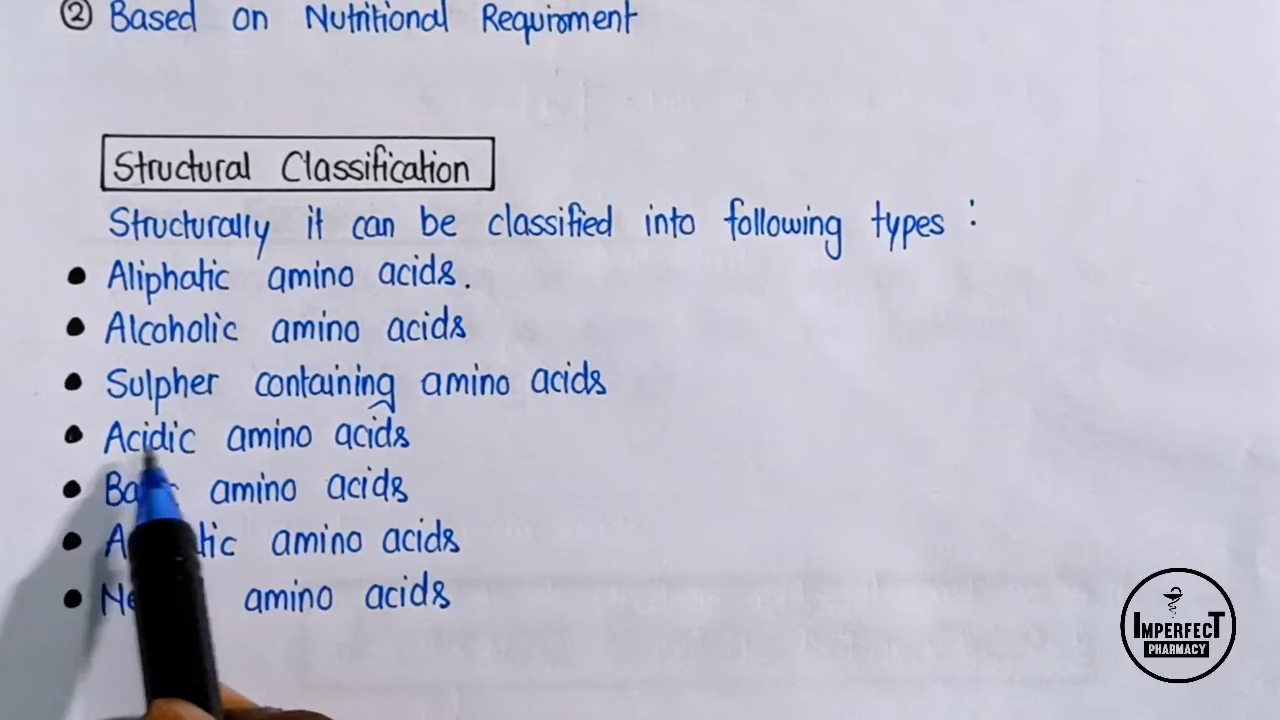 ② Based on Nutritional Requirment
Structural Classification
Structurally it can be classified into following types :
• Aliphatic amino acids.
• Alcoholic amino acids
• Sulpher containing amino acids
• Acidic amino acids
• amino acids
• amino acids
• amino acids
IMPERFECT
PHARMACY